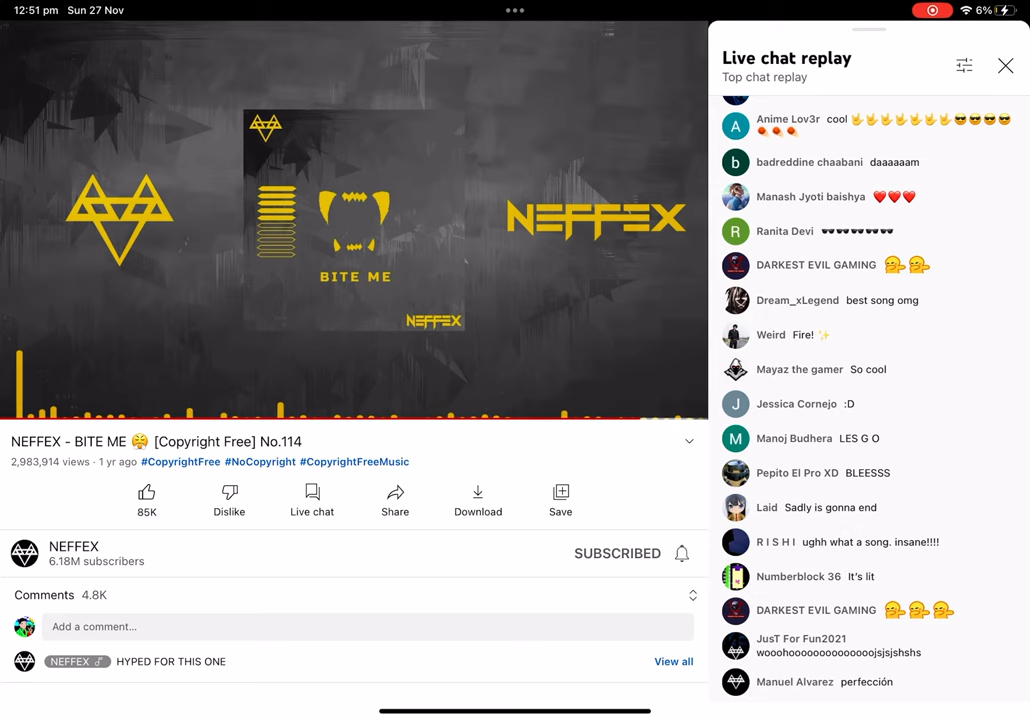 12:51 pm Sun 27 Nov
6%
NEFFEX
BITE ME
NEFFEX
NEFFEX - BITE ME 😤 [Copyright Free] No.114
2,983,914 views · 1 yr ago #CopyrightFree #NoCopyright #CopyrightFreeMusic
85K
Dislike
Live chat
Share
Download
Save
NEFFEX
6.18M subscribers
SUBSCRIBED
Comments 4.8K
Add a comment...
NEFFEX HYPED FOR THIS ONE
View all
Live chat replay
Top chat replay
A
Anime Lov3r cool 🤟🤟🤟🤟🤟🤟🤟😎😎😎😎
☄️☄️☄️
b
badreddine chaabani daaaaaam
Manash Jyoti baishya ❤️❤️❤️
R
Ranita Devi 🕶️🕶️🕶️🕶️🕶️🕶️
DARKEST EVIL GAMING 🤗🤗
Dream_xLegend best song omg
Weird Fire! ✨
Mayaz the gamer So cool
J
Jessica Cornejo :D
M
Manoj Budhera LES G O
Pepito El Pro XD BLEESSS
Laid Sadly is gonna end
R I S H I ughh what a song. insane!!!!
Numberblock 36 It's lit
DARKEST EVIL GAMING 🤗🤗🤗
JusT For Fun2021
wooohooooooooooooojsjsjshshs
Manuel Alvarez perfección